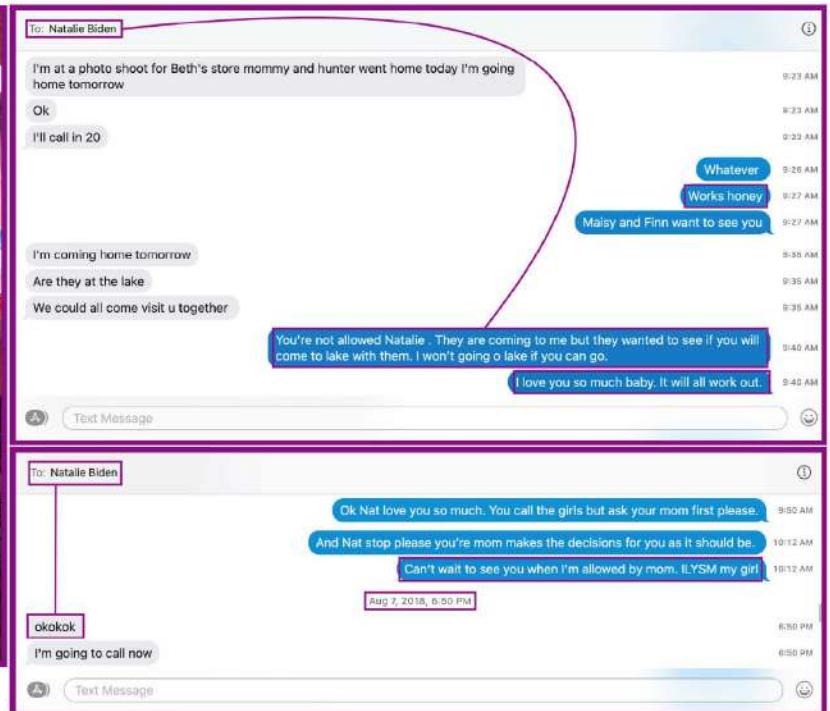 To: Natalie Biden
I'm at a photo shoot for Beth's store mommy and hunter went home today I'm going
home tomorrow
9:23 AM
Ok
9:23 AM
I'll call in 20
9:23 AM
Whatever
9:26 AM
Works honey
9:27 AM
Maisy and Finn want to see you
9:27 AM
I'm coming home tomorrow
9:35 AM
Are they at the lake
9:35 AM
We could all come visit u together
9:35 AM
You're not allowed Natalie . They are coming to me but they wanted to see if you will
come to lake with them. I won't going o lake if you can go.
9:40 AM
I love you so much baby. It will all work out.
9:40 AM
Text Message
To: Natalie Biden
Ok Nat love you so much. You call the girls but ask your mom first please.
9:50 AM
And Nat stop please you're mom makes the decisions for you as it should be.
10:12 AM
Can't wait to see you when I'm allowed by mom. ILYSM my girl
10:12 AM
Aug 7, 2018, 6:50 PM
okokok
6:50 PM
I'm going to call now
6:50 PM
Text Message